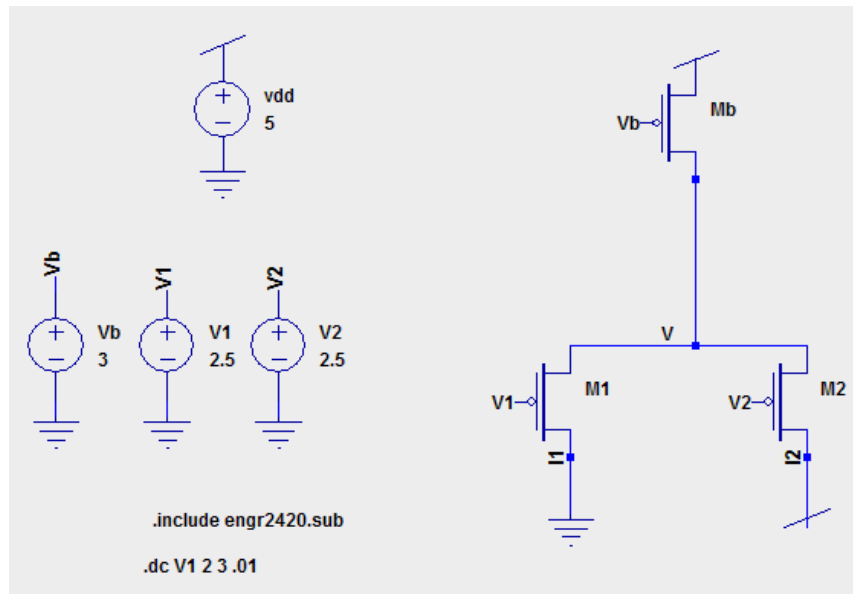 vdd
5
Mb
Vb
Vb
V1
V2
Vb
3
V1
2.5
V2
2.5
V
V1
M1
V2
M2
I1
I2
.include engr2420.sub
.dc V1 2 3 .01